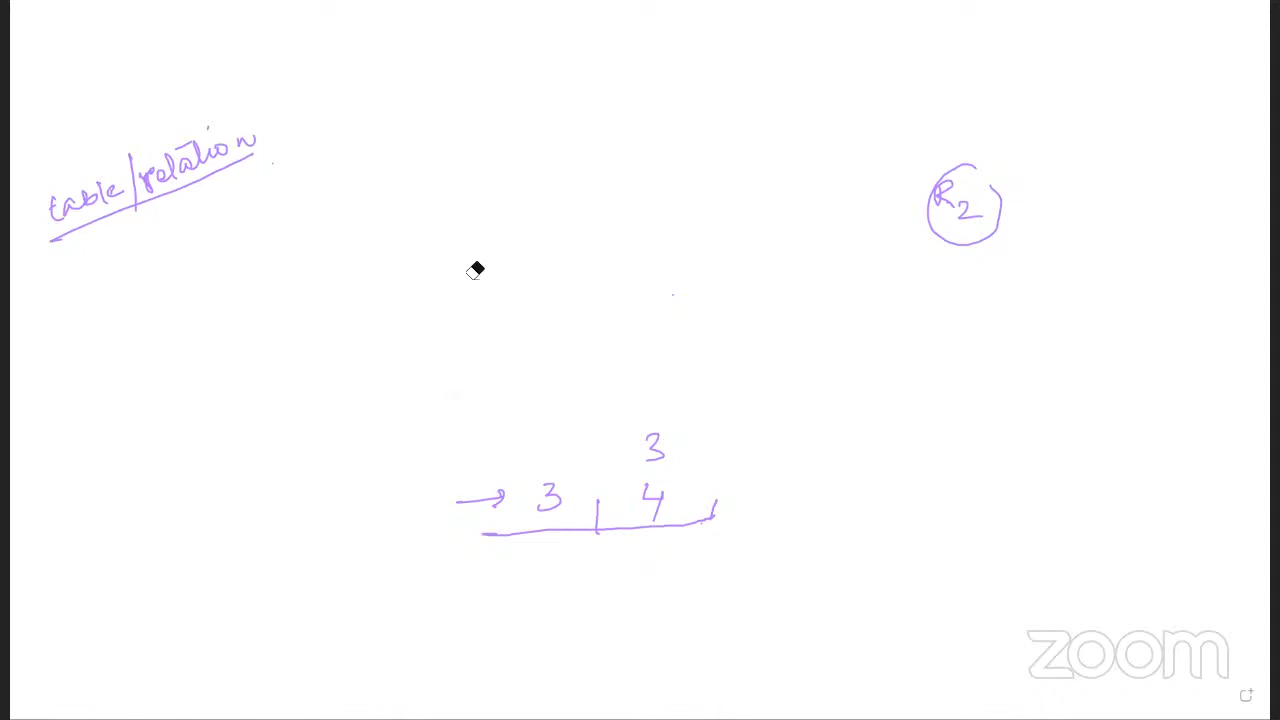 table/relation
R2
3
→ 3 | 4
zoom